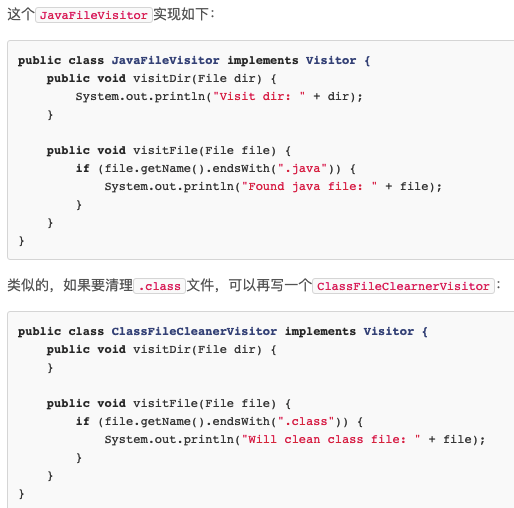 这个JavaFileVisitor实现如下：
public class JavaFileVisitor implements Visitor {
    public void visitDir(File dir) {
        System.out.println("Visit dir: " + dir);
    }
    public void visitFile(File file) {
        if (file.getName().endsWith(".java")) {
            System.out.println("Found java file: " + file);
        }
    }
}
类似的，如果要清理.class文件，可以再写一个ClassFileClearnerVisitor：
public class ClassFileCleanerVisitor implements Visitor {
    public void visitDir(File dir) {
    }
    public void visitFile(File file) {
        if (file.getName().endsWith(".class")) {
            System.out.println("Will clean class file: " + file);
        }
    }
}